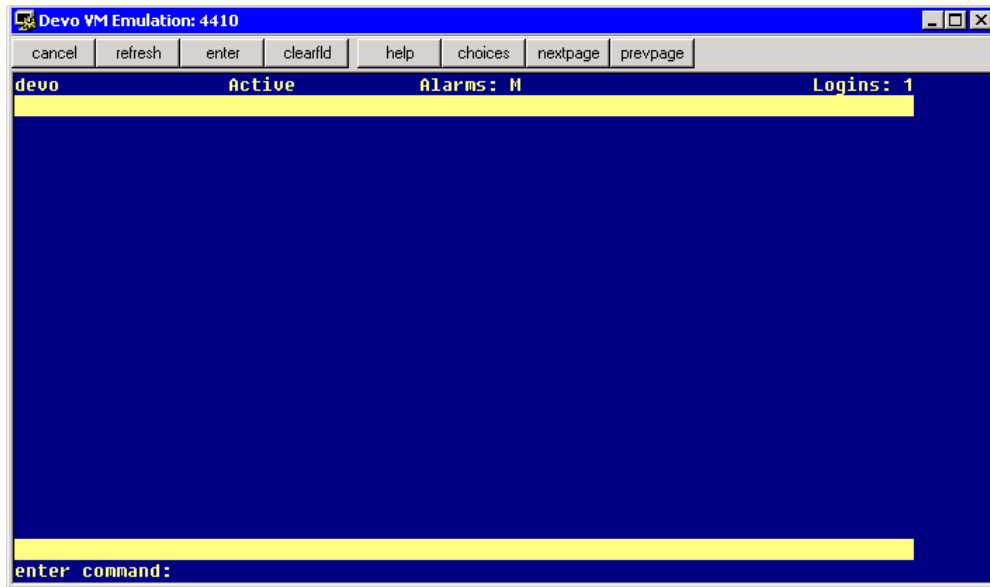 Devo VM Emulation: 4410
cancel refresh enter clearfld help choices nextpage prevpage
devo Active Alarms: M Logins: 1
enter command: